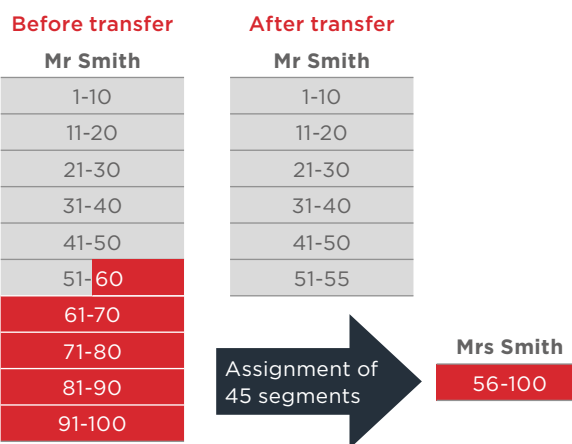 Before transfer
Mr Smith
1-10
11-20
21-30
31-40
41-50
51-60
61-70
71-80
81-90
91-100
After transfer
Mr Smith
1-10
11-20
21-30
31-40
41-50
51-55
Assignment of
45 segments
Mrs Smith
56-100